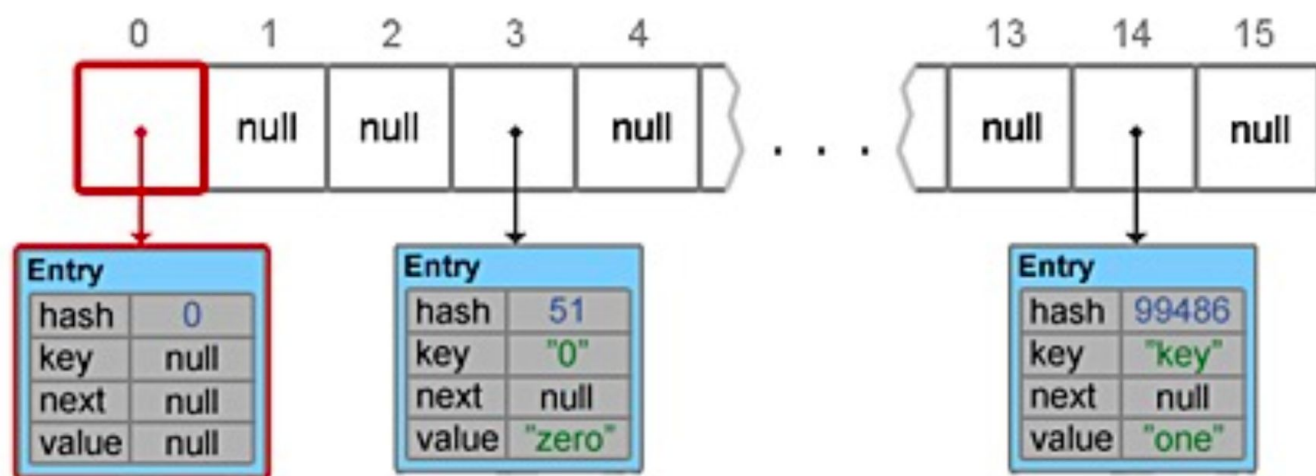 0 1 2 3 4 13 14 15
null null null . . . null null
Entry
hash 0
key null
next null
value null
Entry
hash 51
key "0"
next null
value "zero"
Entry
hash 99486
key "key"
next null
value "one"